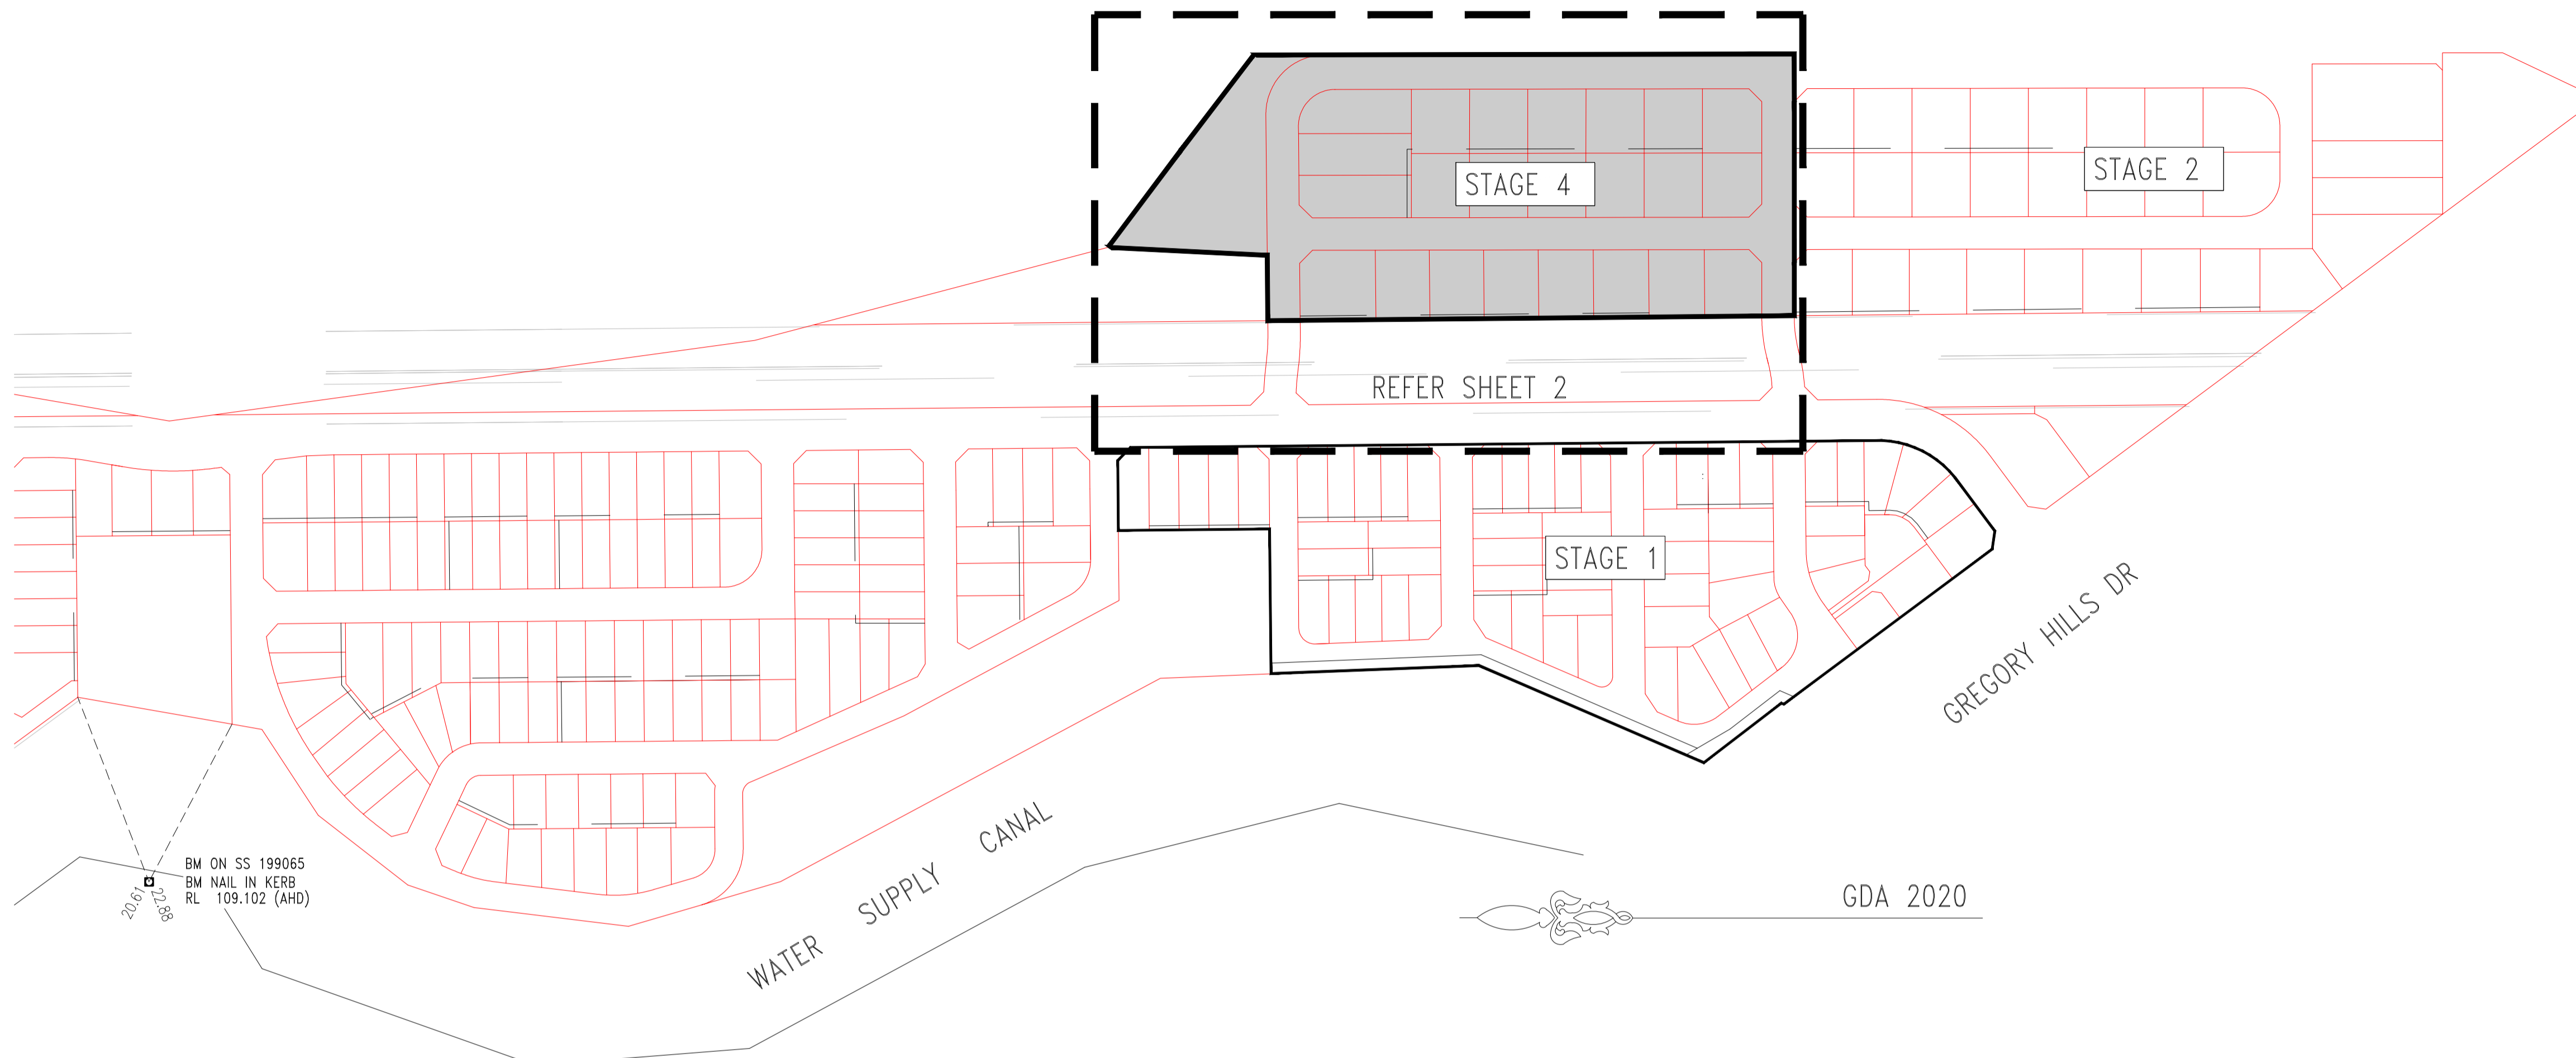 STAGE 4
STAGE 2
REFER SHEET 2
STAGE 1
GREGORY HILLS DR
WATER SUPPLY CANAL
BM ON SS 199065
BM NAIL IN KERB
RL 109.102 (AHD)
20.61
22.88
GDA 2020